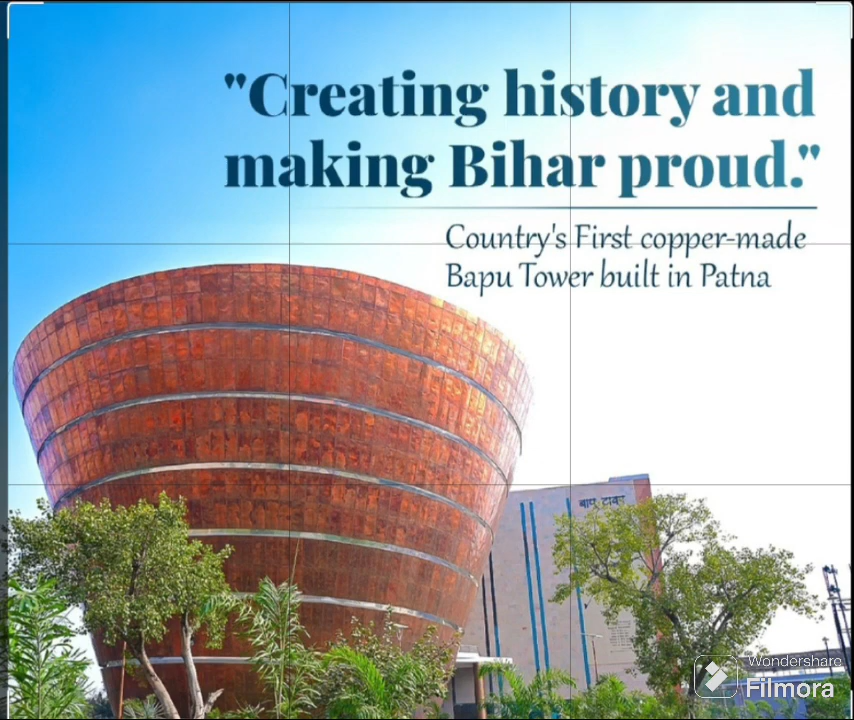 "Creating history and
making Bihar proud."
Country's First copper-made
Bapu Tower built in Patna
बापू टावर
Wondershare
Filmora